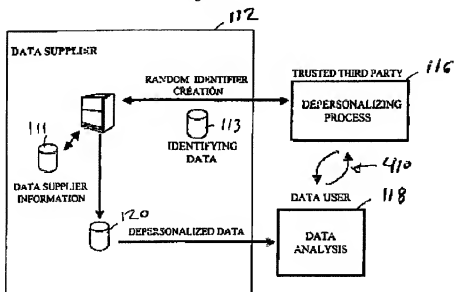 112
DATA SUPPLIER
RANDOM IDENTIFIER
CREATION
TRUSTED THIRD PARTY
116
DEPERSONALIZING
PROCESS
111
113
IDENTIFYING
DATA
410
DATA SUPPLIER
INFORMATION
DATA USER
118
120
DEPERSONALIZED DATA
DATA
ANALYSIS